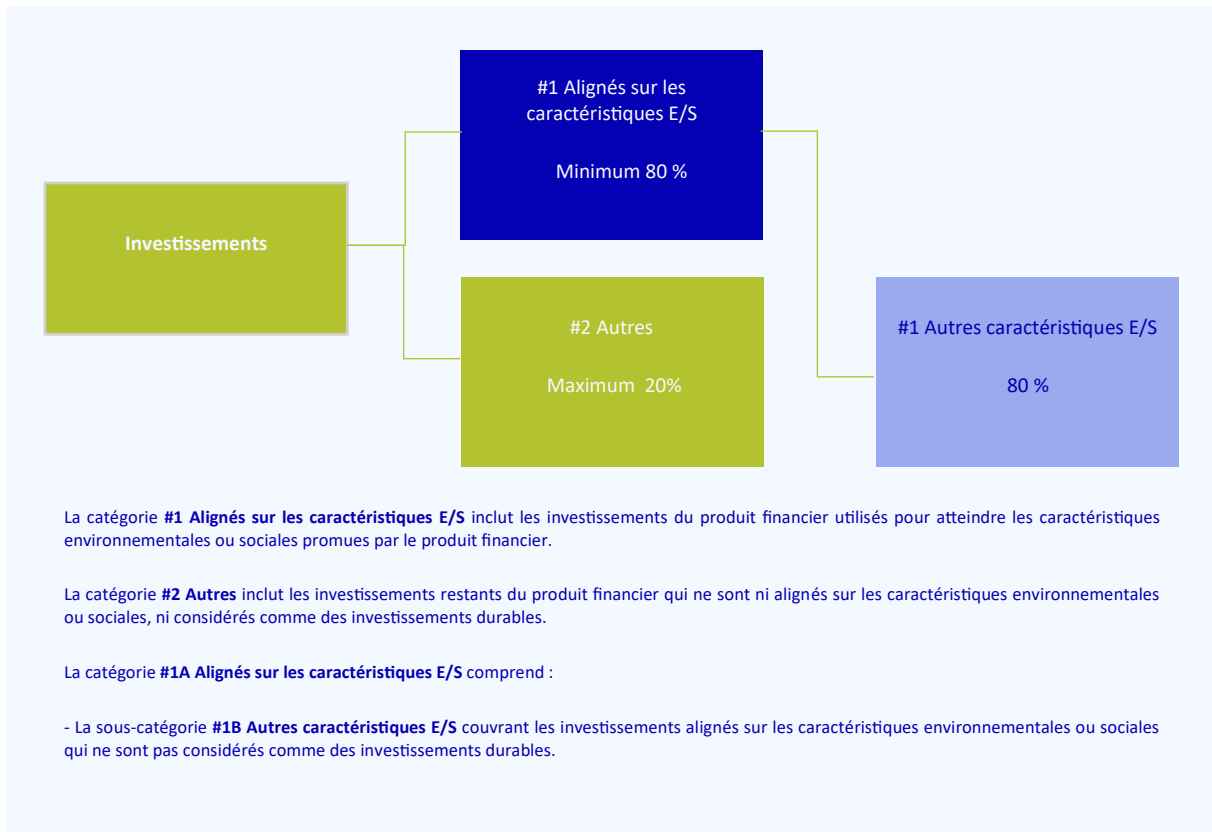 #1 Alignés sur les
caractéristiques E/S
Minimum 80 %
Investissements
#2 Autres
Maximum 20%
#1 Autres caractéristiques E/S
80 %
La catégorie #1 Alignés sur les caractéristiques E/S inclut les investissements du produit financier utilisés pour atteindre les caractéristiques
environnementales ou sociales promues par le produit financier.
La catégorie #2 Autres inclut les investissements restants du produit financier qui ne sont ni alignés sur les caractéristiques environnementales
ou sociales, ni considérés comme des investissements durables.
La catégorie #1A Alignés sur les caractéristiques E/S comprend :
- La sous-catégorie #1B Autres caractéristiques E/S couvrant les investissements alignés sur les caractéristiques environnementales ou sociales
qui ne sont pas considérés comme des investissements durables.